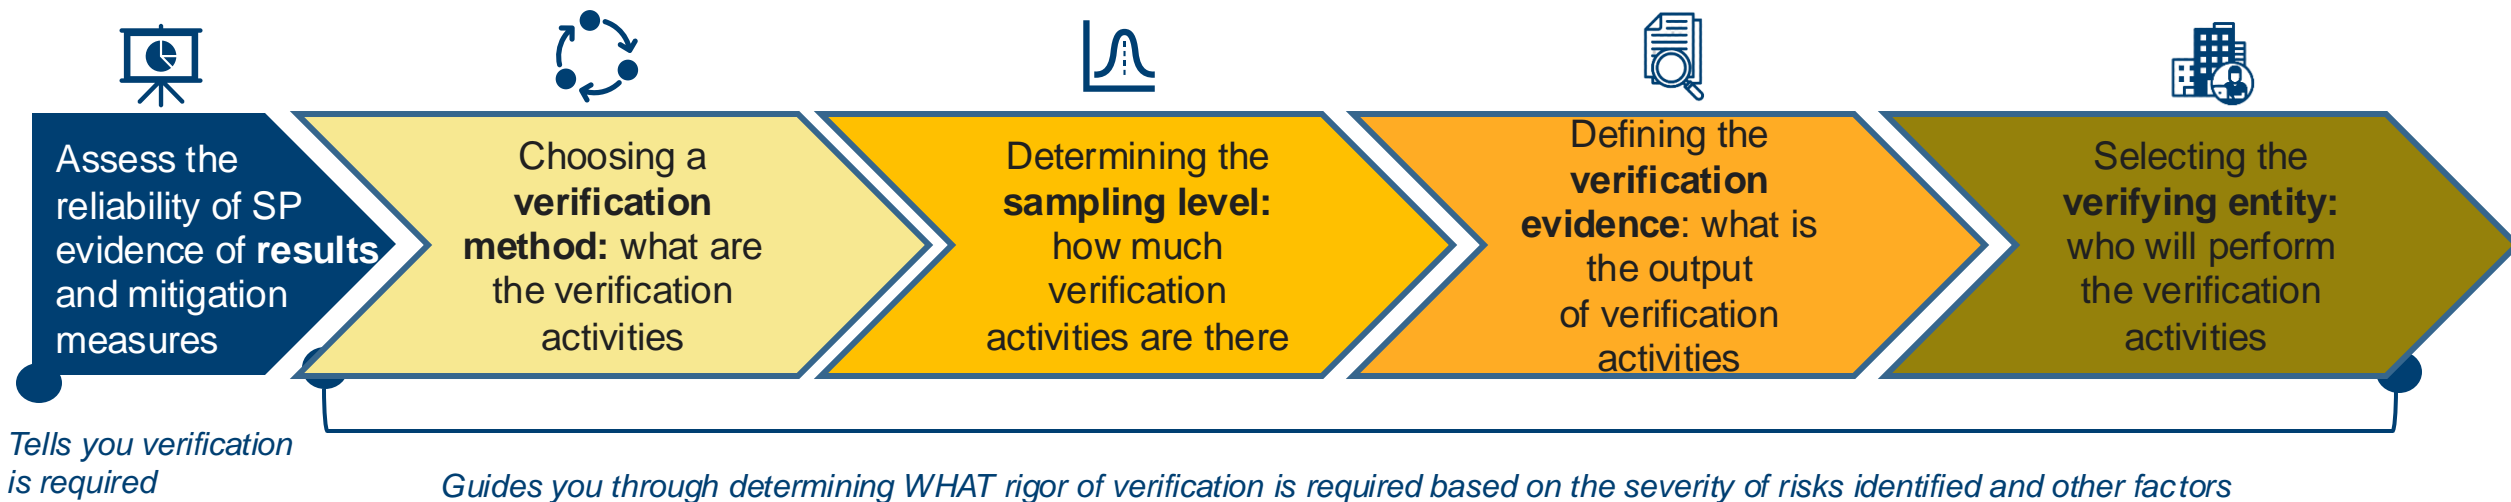 Assess the
reliability of SP
evidence of results
and mitigation
measures
Choosing a
verification
method: what are
the verification
activities
Determining the
sampling level:
how much
verification
activities are there
Defining the
verification
evidence: what is
the output
of verification
activities
Selecting the
verifying entity:
who will perform
the verification
activities
Tells you verification
is required
Guides you through determining WHAT rigor of verification is required based on the severity of risks identified and other factors